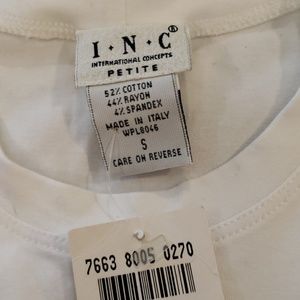 I·N·C®
INTERNATIONAL CONCEPTS
PETITE
52% COTTON
44% RAYON
4% SPANDEX
MADE IN ITALY
WPL8046
S
CARE ON REVERSE
7663 8005 0270